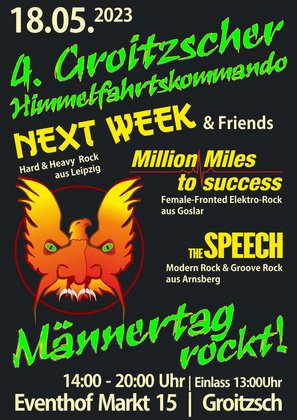 18.05.2023
4. Groitzscher
Himmelfahrtskommando
NEXT WEEK & Friends
Hard & Heavy Rock
aus Leipzig
Million Miles
to success
Female-Fronted Elektro-Rock
aus Goslar
THE SPEECH
Modern Rock & Groove Rock
aus Arnsberg
Männertag
rockt!
14:00 - 20:00 Uhr | Einlass 13:00Uhr
Eventhof Markt 15 | Groitzsch